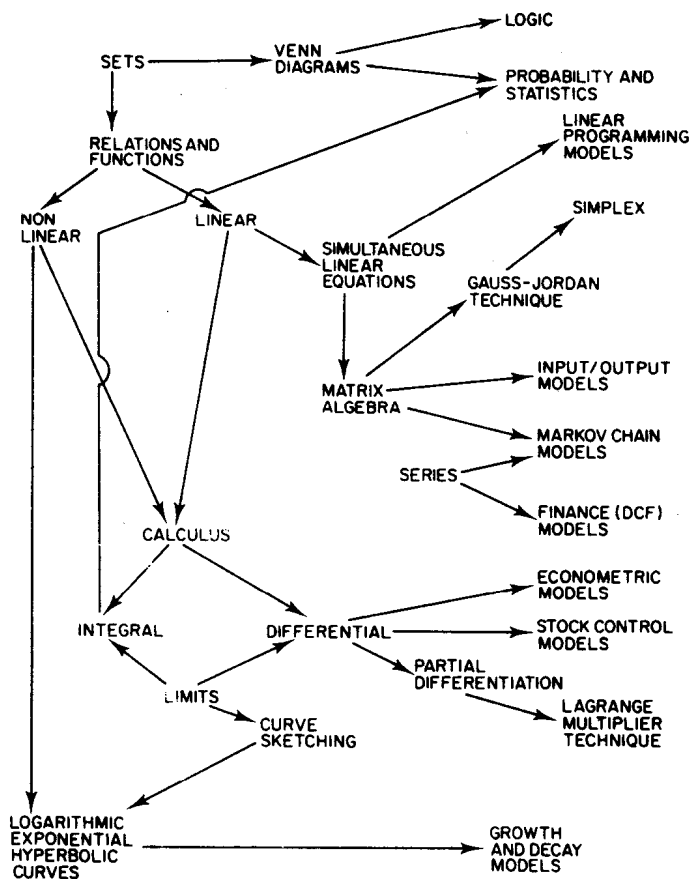 LOGIC
SETS
VENN
DIAGRAMS
PROBABILITY AND
STATISTICS
RELATIONS AND
FUNCTIONS
LINEAR
PROGRAMMING
MODELS
NON
LINEAR
LINEAR
SIMPLEX
SIMULTANEOUS
LINEAR
EQUATIONS
GAUSS-JORDAN
TECHNIQUE
MATRIX
ALGEBRA
INPUT/OUTPUT
MODELS
MARKOV CHAIN
MODELS
SERIES
FINANCE (DCF)
MODELS
CALCULUS
ECONOMETRIC
MODELS
INTEGRAL
DIFFERENTIAL
STOCK CONTROL
MODELS
PARTIAL
DIFFERENTIATION
LIMITS
CURVE
SKETCHING
LAGRANGE
MULTIPLIER
TECHNIQUE
LOGARITHMIC
EXPONENTIAL
HYPERBOLIC
CURVES
GROWTH
AND DECAY
MODELS